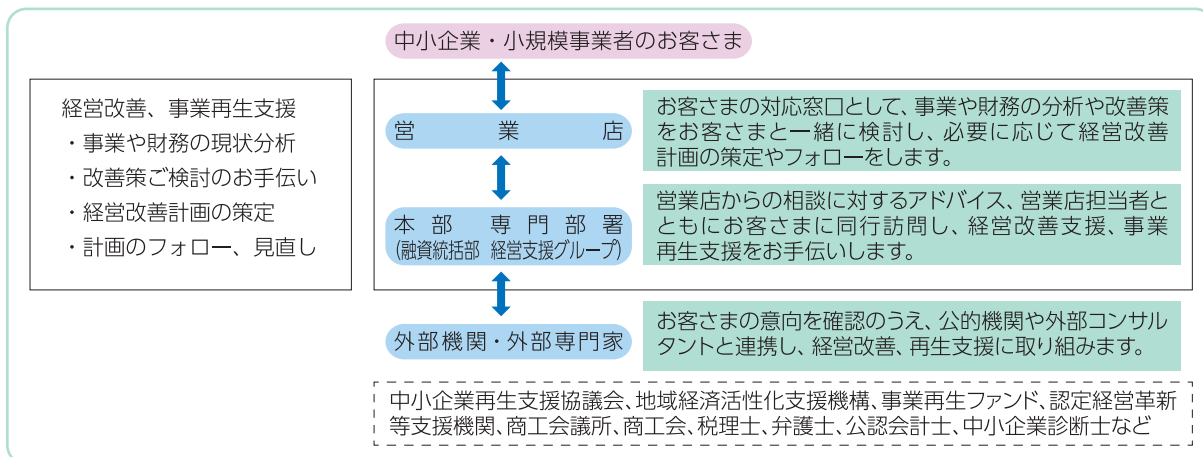 中小企業・小規模事業者のお客さま
経営改善、事業再生支援
・事業や財務の現状分析
・改善策ご検討のお手伝い
・経営改善計画の策定
・計画のフォロー、見直し
営業店
お客さまの対応窓口として、事業や財務の分析や改善策
をお客さまと一緒に検討し、必要に応じて経営改善
計画の策定やフォローをします。
本部 専門部署
(融資統括部 経営支援グループ)
営業店からの相談に対するアドバイス、営業店担当者と
ともにお客さまに同行訪問し、経営改善支援、事業
再生支援をお手伝いします。
外部機関・外部専門家
お客さまの意向を確認のうえ、公的機関や外部コンサル
タントと連携し、経営改善、再生支援に取り組みます。
中小企業再生支援協議会、地域経済活性化支援機構、事業再生ファンド、認定経営革新
等支援機関、商工会議所、商工会、税理士、弁護士、公認会計士、中小企業診断士など